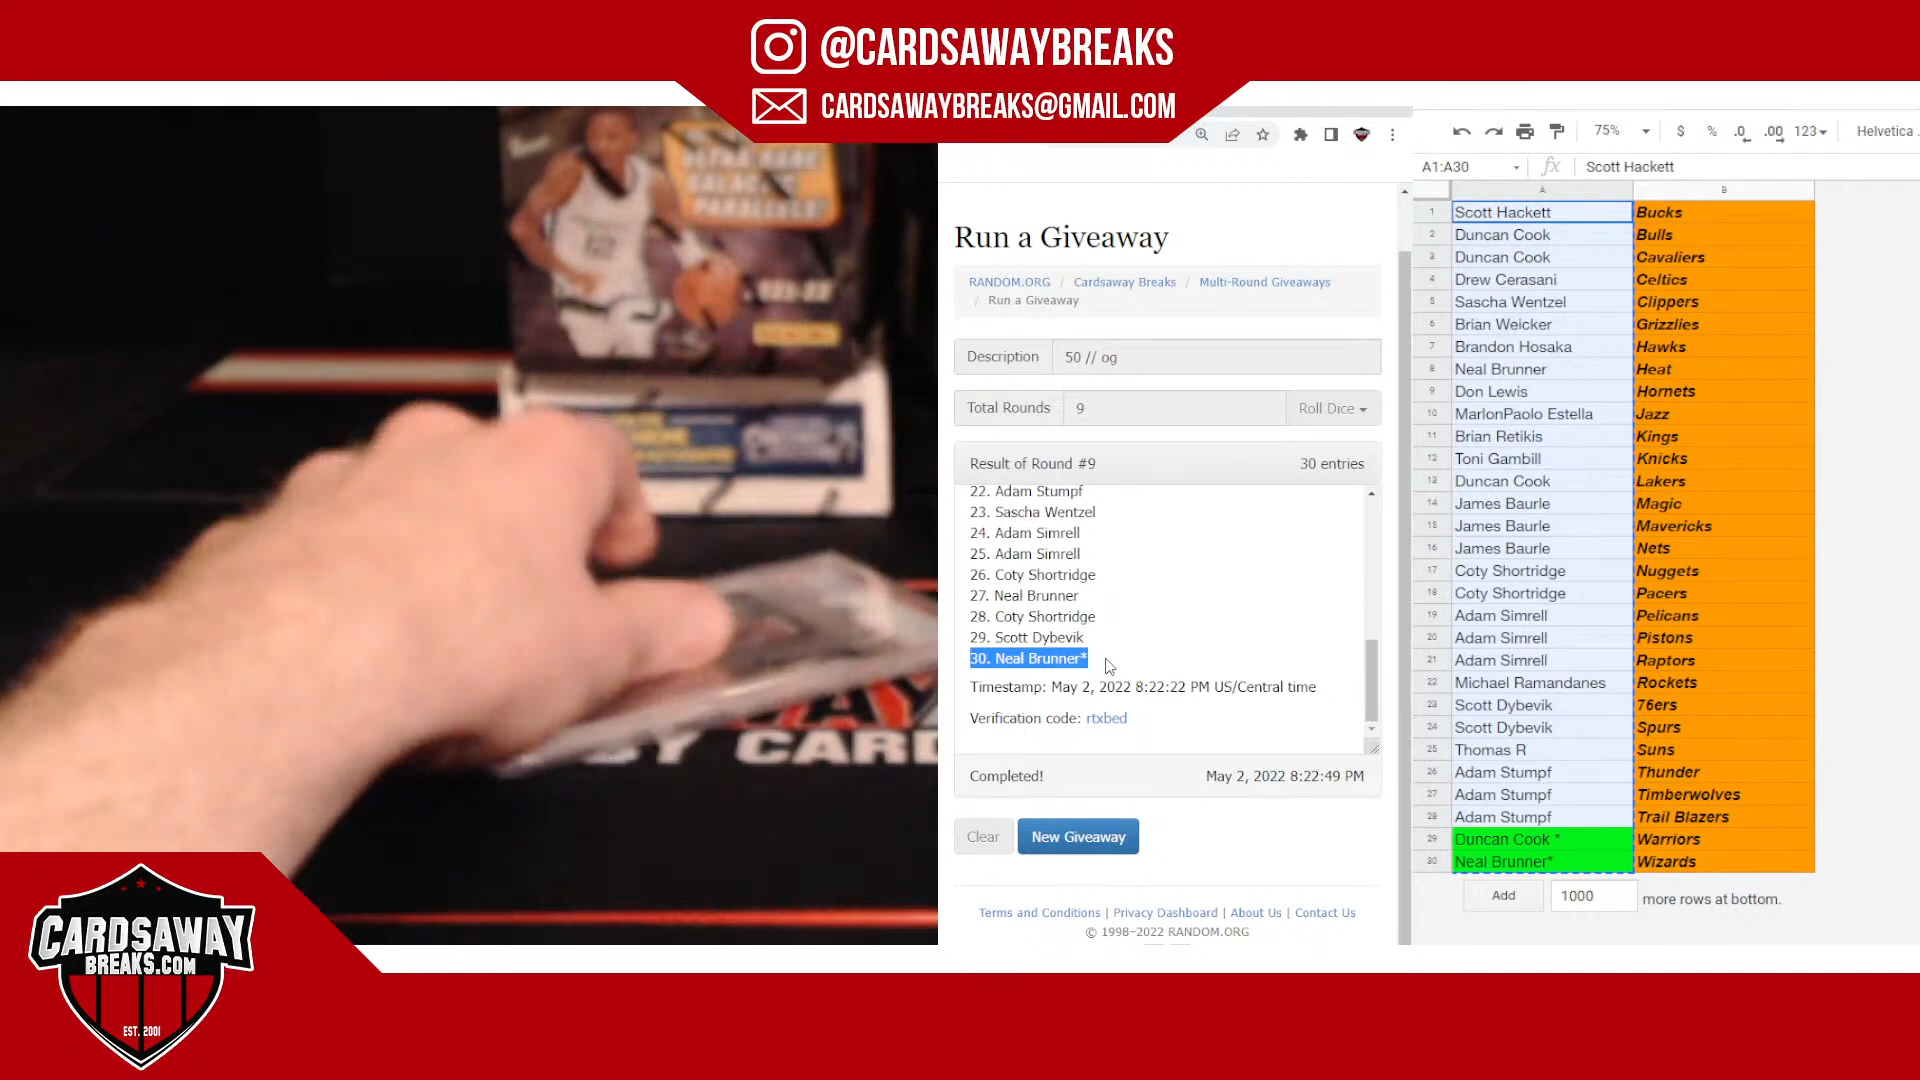 @CARDSAWAYBREAKS
CARDSAWAYBREAKS@GMAIL.COM
ULTRA RARE
GALACTIC
PARALLELS!
Run a Giveaway
RANDOM.ORG / Cardsaway Breaks / Multi-Round Giveaways
/ Run a Giveaway
Description 50 // og
Total Rounds 9 Roll Dice
Result of Round #9 30 entries
22. Adam Stumpf
23. Sascha Wentzel
24. Adam Simrell
25. Adam Simrell
26. Coty Shortridge
27. Neal Brunner
28. Coty Shortridge
29. Scott Dybevik
30. Neal Brunner*
Timestamp: May 2, 2022 8:22:22 PM US/Central time
Verification code: rtxbed
Completed! May 2, 2022 8:22:49 PM
Clear New Giveaway
Terms and Conditions | Privacy Dashboard | About Us | Contact Us
© 1998–2022 RANDOM.ORG
75% $ % .0 .00 123 Helvetica
A1:A30 fx Scott Hackett
A B
1 Scott Hackett Bucks
2 Duncan Cook Bulls
3 Duncan Cook Cavaliers
4 Drew Cerasani Celtics
5 Sascha Wentzel Clippers
6 Brian Weicker Grizzlies
7 Brandon Hosaka Hawks
8 Neal Brunner Heat
9 Don Lewis Hornets
10 MarlonPaolo Estella Jazz
11 Brian Retikis Kings
12 Toni Gambill Knicks
13 Duncan Cook Lakers
14 James Baurle Magic
15 James Baurle Mavericks
16 James Baurle Nets
17 Coty Shortridge Nuggets
18 Coty Shortridge Pacers
19 Adam Simrell Pelicans
20 Adam Simrell Pistons
21 Adam Simrell Raptors
22 Michael Ramandanes Rockets
23 Scott Dybevik 76ers
24 Scott Dybevik Spurs
25 Thomas R Suns
26 Adam Stumpf Thunder
27 Adam Stumpf Timberwolves
28 Adam Stumpf Trail Blazers
29 Duncan Cook * Warriors
30 Neal Brunner* Wizards
Add 1000 more rows at bottom.
CARD
CARDSAWAY
BREAKS.COM
EST. 2001